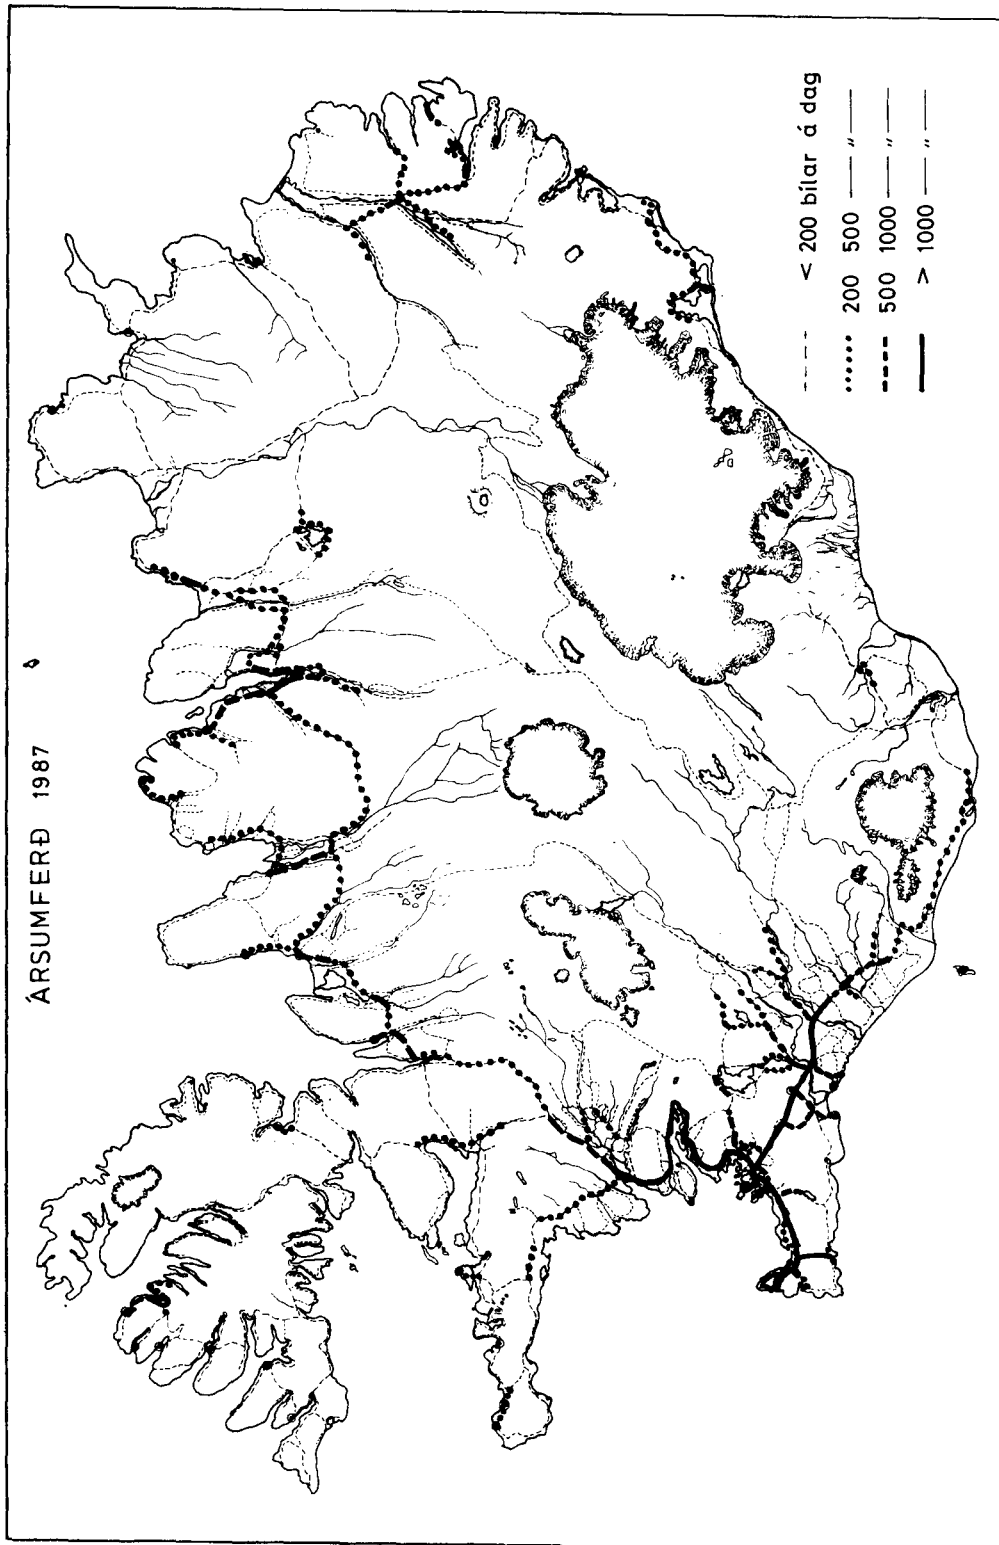 ÁRSUMFERÐ 1987
< 200 bílar á dag
200 500 —— " ——
500 1000 —— " ——
> 1000 —— " ——